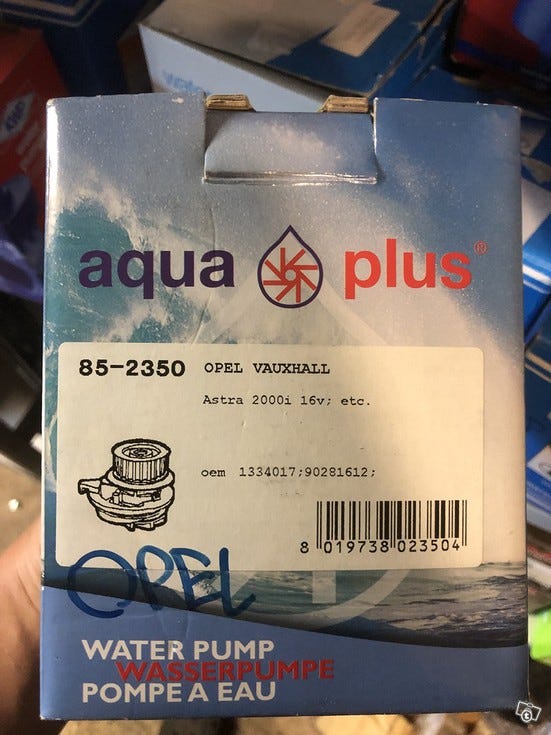 aqua plus®
85-2350 OPEL VAUXHALL
Astra 2000i 16v; etc.
oem 1334017;90281612;
8 019738 023504
OPEL
WATER PUMP
WASSERPUMPE
POMPE A EAU